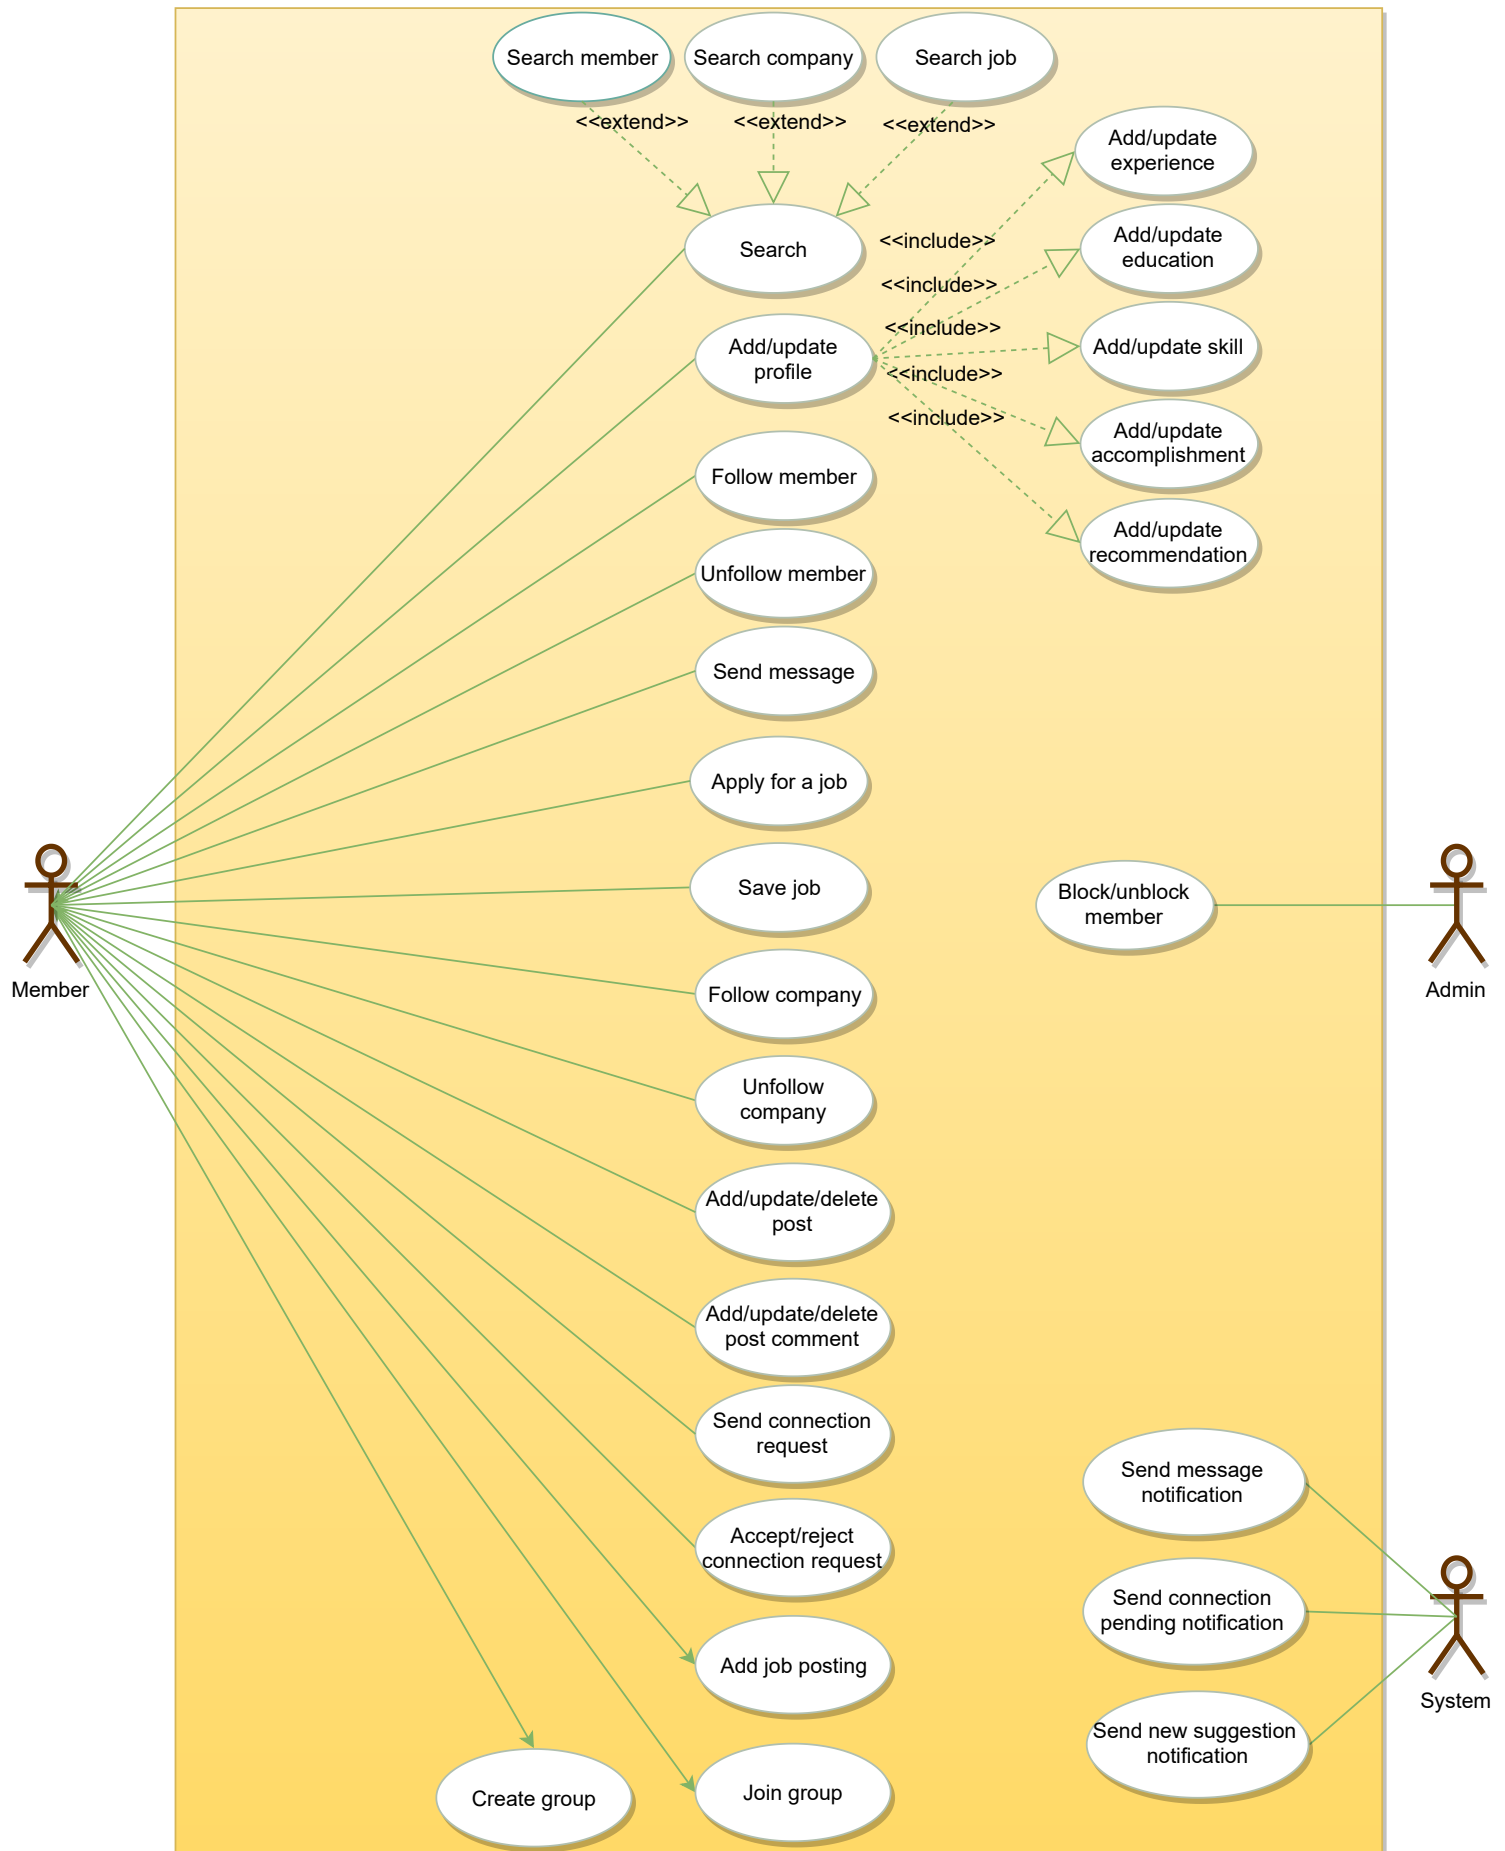 Search member
Search company
Search job
<<extend>>
<<extend>>
<<extend>>
Search
Add/update
experience
<<include>>
Add/update
education
<<include>>
Add/update skill
<<include>>
Add/update
accomplishment
<<include>>
Add/update
recommendation
<<include>>
Add/update
profile
Follow member
Unfollow member
Send message
Apply for a job
Save job
Follow company
Unfollow
company
Add/update/delete
post
Add/update/delete
post comment
Send connection
request
Accept/reject
connection request
Add job posting
Join group
Create group
Member
Block/unblock
member
Admin
Send message
notification
Send connection
pending notification
Send new suggestion
notification
System